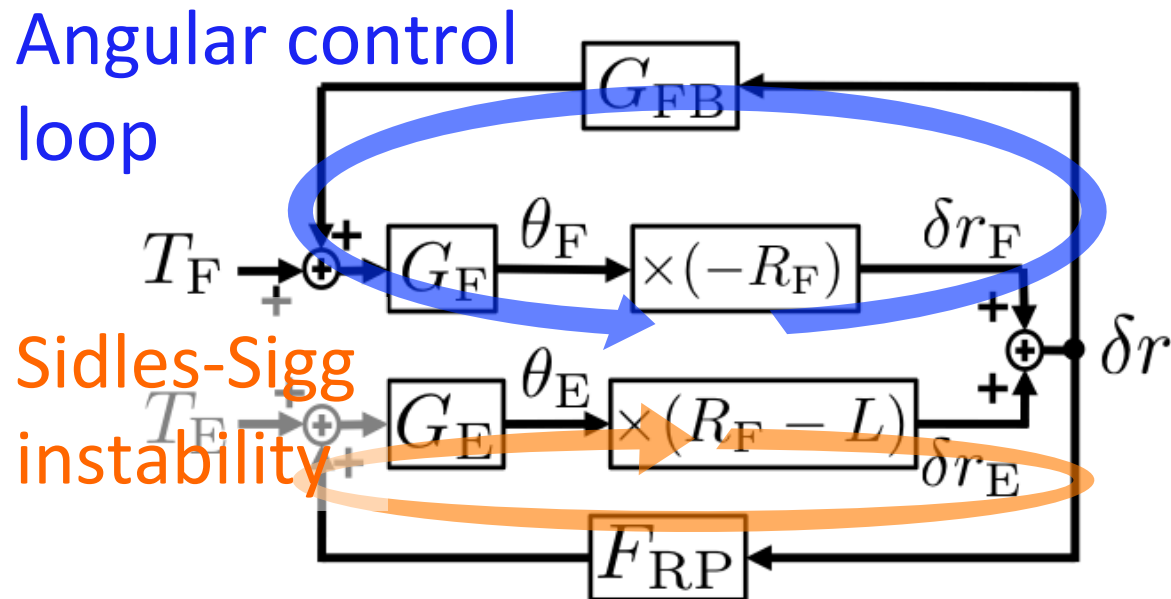 Angular control
loop
G_FB
+
T_F
+
+
G_F
θ_F
×(−R_F)
δr_F
+
+
+
δr
Sidles-Sigg
instability
+
T_E
+
+
G_E
θ_E
×(R_F − L)
δr_E
F_RP